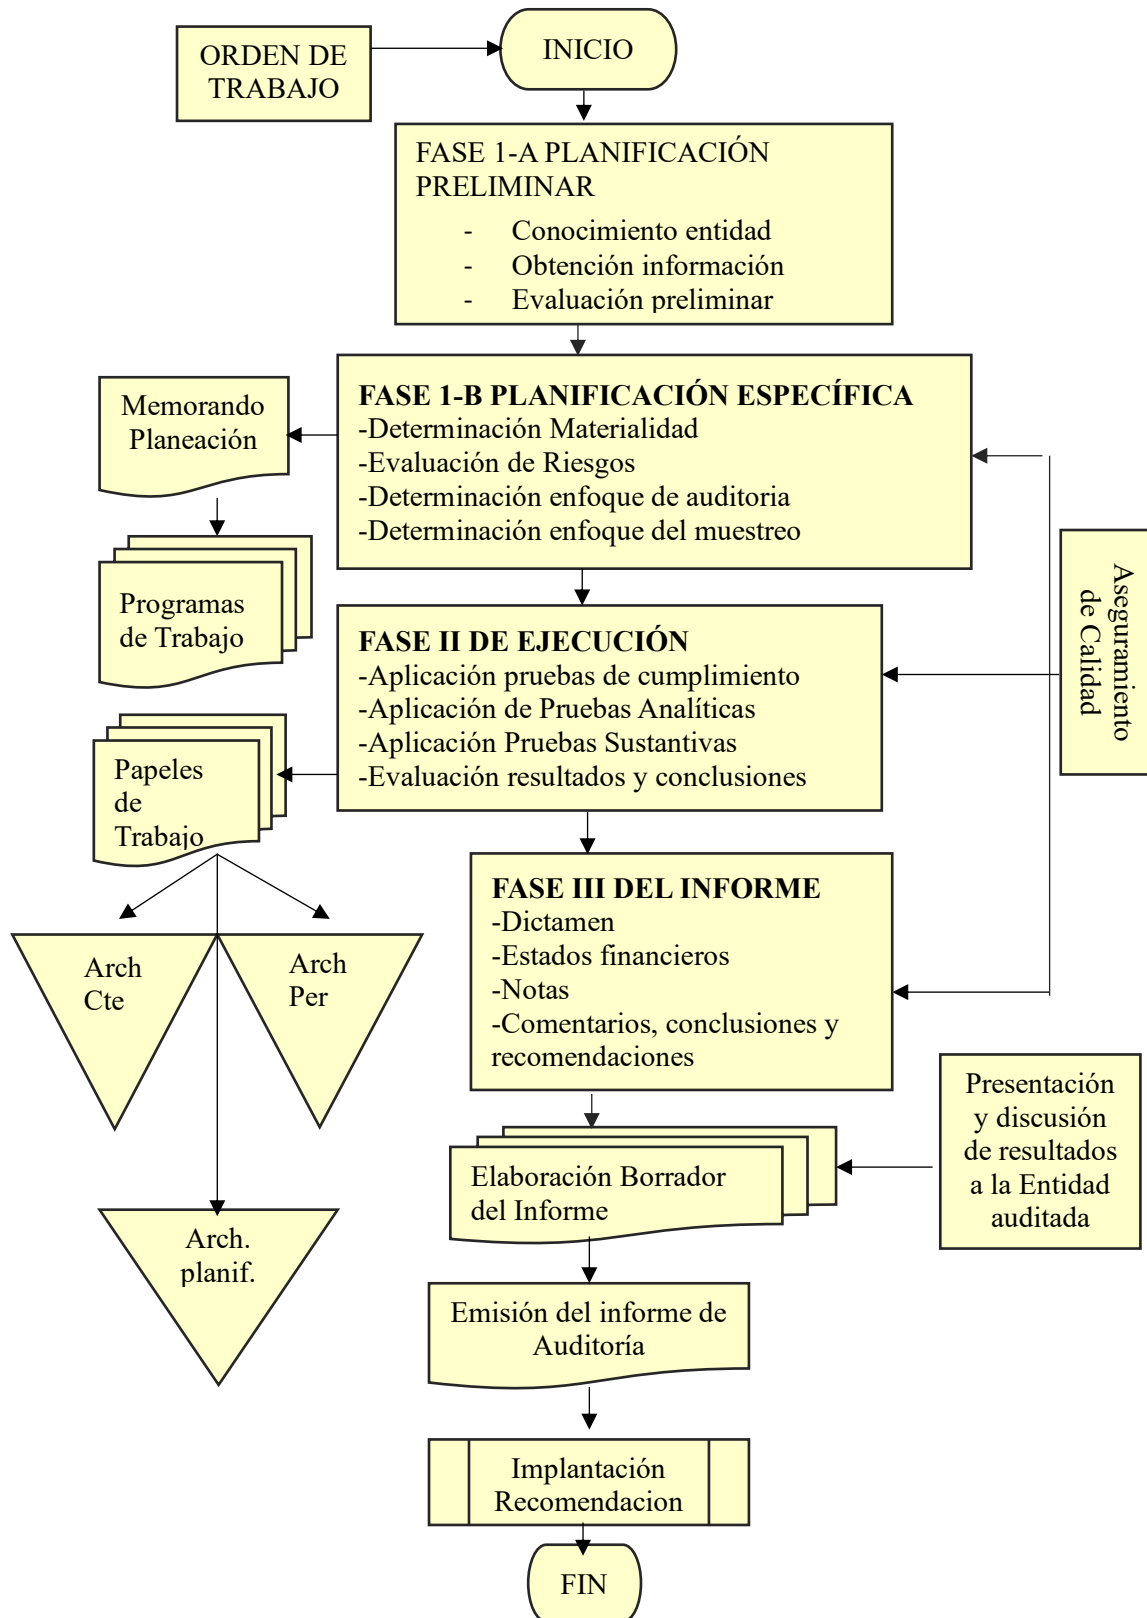 ORDEN DE
TRABAJO
INICIO
FASE 1-A PLANIFICACIÓN
PRELIMINAR
- Conocimiento entidad
- Obtención información
- Evaluación preliminar
Memorando
Planeación
FASE 1-B PLANIFICACIÓN ESPECÍFICA
-Determinación Materialidad
-Evaluación de Riesgos
-Determinación enfoque de auditoria
-Determinación enfoque del muestreo
Programas
de Trabajo
Aseguramiento
de Calidad
FASE II DE EJECUCIÓN
-Aplicación pruebas de cumplimiento
-Aplicación de Pruebas Analíticas
-Aplicación Pruebas Sustantivas
-Evaluación resultados y conclusiones
Papeles
de
Trabajo
FASE III DEL INFORME
-Dictamen
-Estados financieros
-Notas
-Comentarios, conclusiones y
recomendaciones
Arch
Cte
Arch
Per
Presentación
y discusión
de resultados
a la Entidad
auditada
Elaboración Borrador
del Informe
Arch.
planif.
Emisión del informe de
Auditoría
Implantación
Recomendacion
FIN